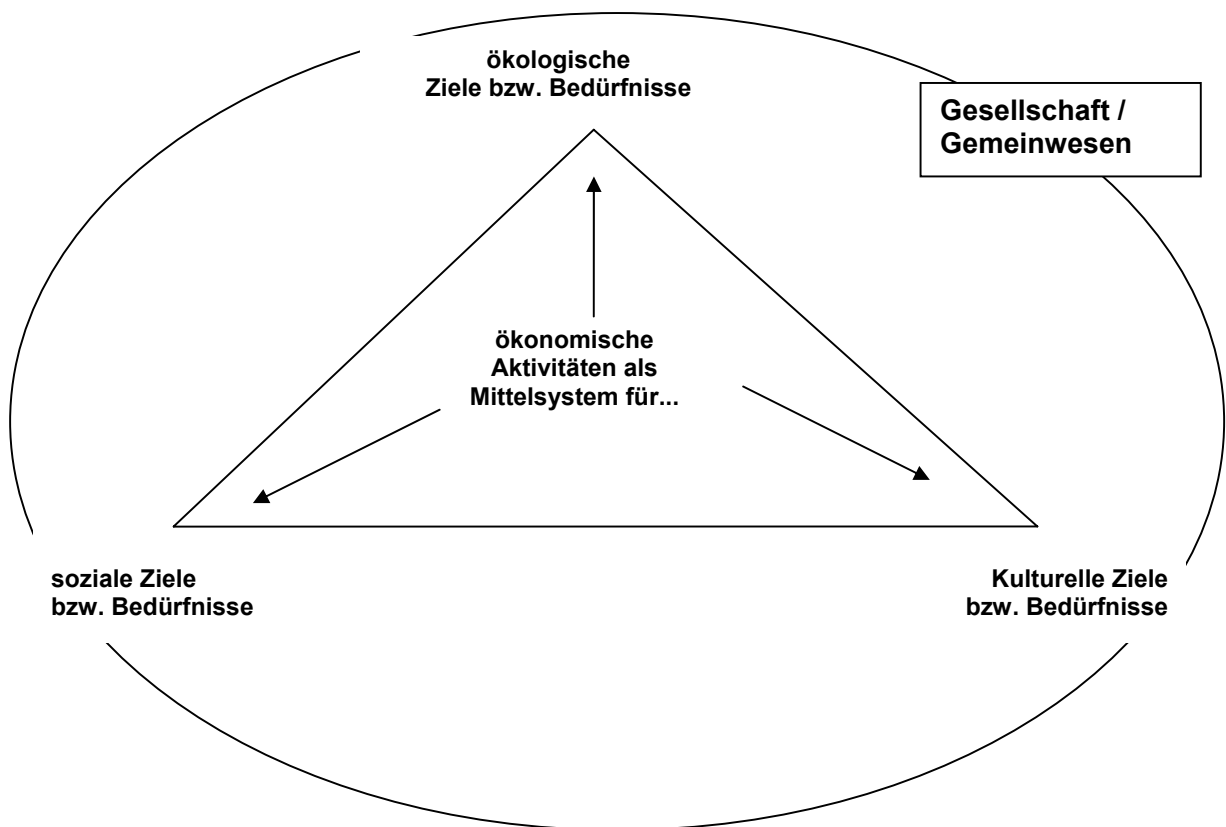 ökologische
Ziele bzw. Bedürfnisse
Gesellschaft /
Gemeinwesen
ökonomische
Aktivitäten als
Mittelsystem für...
soziale Ziele
bzw. Bedürfnisse
Kulturelle Ziele
bzw. Bedürfnisse